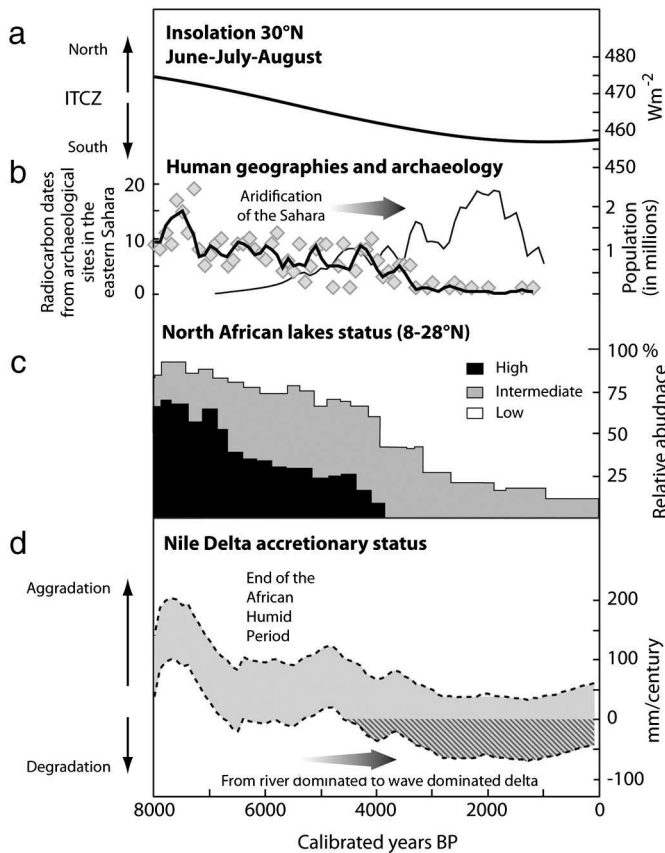 a
Insolation 30°N
June-July-August
North
ITCZ
South
480
470
460
450
Wm-2
b
Human geographies and archaeology
Radiocarbon dates
from archaeological
sites in the
eastern Sahara
20
10
0
Aridification
of the Sahara
2
1
Population
(in millions)
North African lakes status (8-28°N)
c
High
Intermediate
Low
100 %
75
50
25
Relative abudnace
d
Nile Delta accretionary status
Aggradation
Degradation
End of the
African
Humid
Period
200
100
0
-100
mm/century
From river dominated to wave dominated delta
8000
6000
4000
2000
0
Calibrated years BP